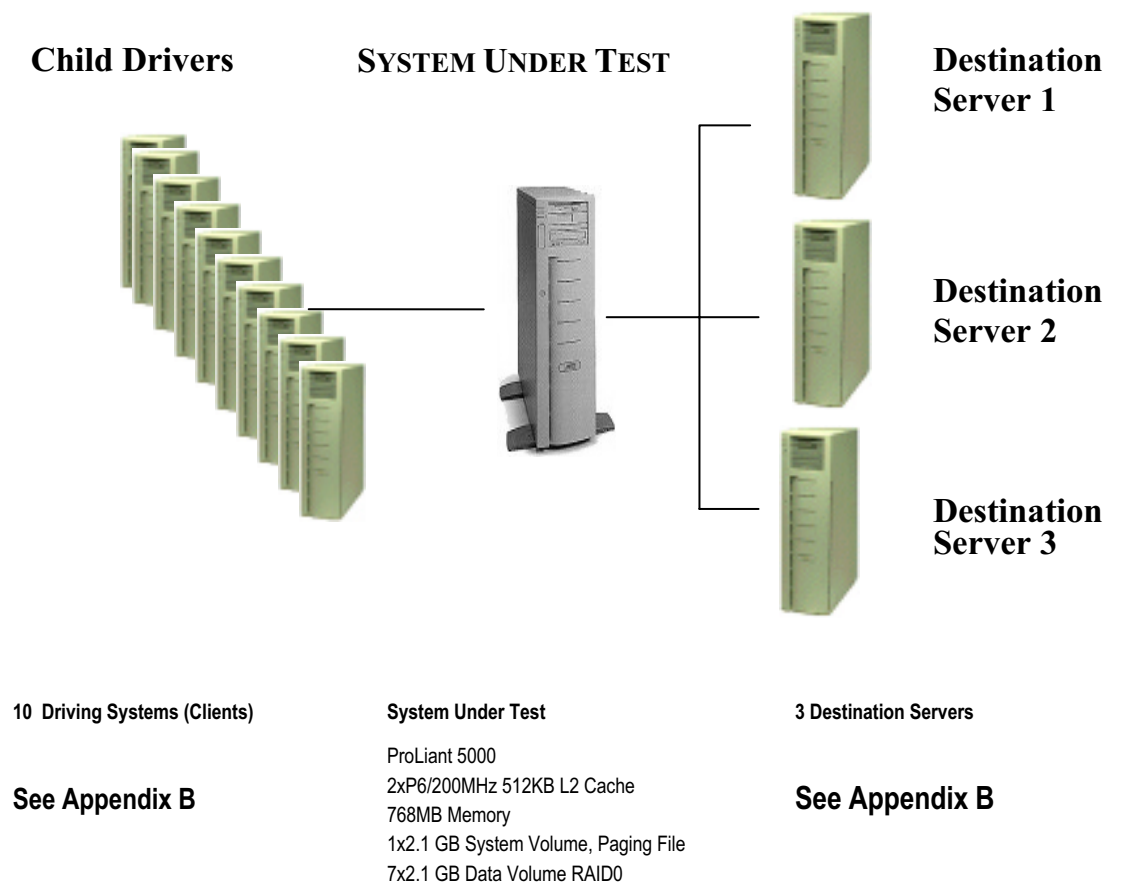 Child Drivers
SYSTEM UNDER TEST
Destination
Server 1
Destination
Server 2
Destination
Server 3
10 Driving Systems (Clients)
See Appendix B
System Under Test
ProLiant 5000
2xP6/200MHz 512KB L2 Cache
768MB Memory
1x2.1 GB System Volume, Paging File
7x2.1 GB Data Volume RAID0
3 Destination Servers
See Appendix B